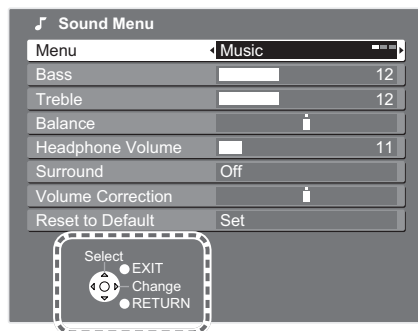 Sound Menu
Menu Music
Bass 12
Treble 12
Balance
Headphone Volume 11
Surround Off
Volume Correction
Reset to Default Set
Select
EXIT
Change
RETURN